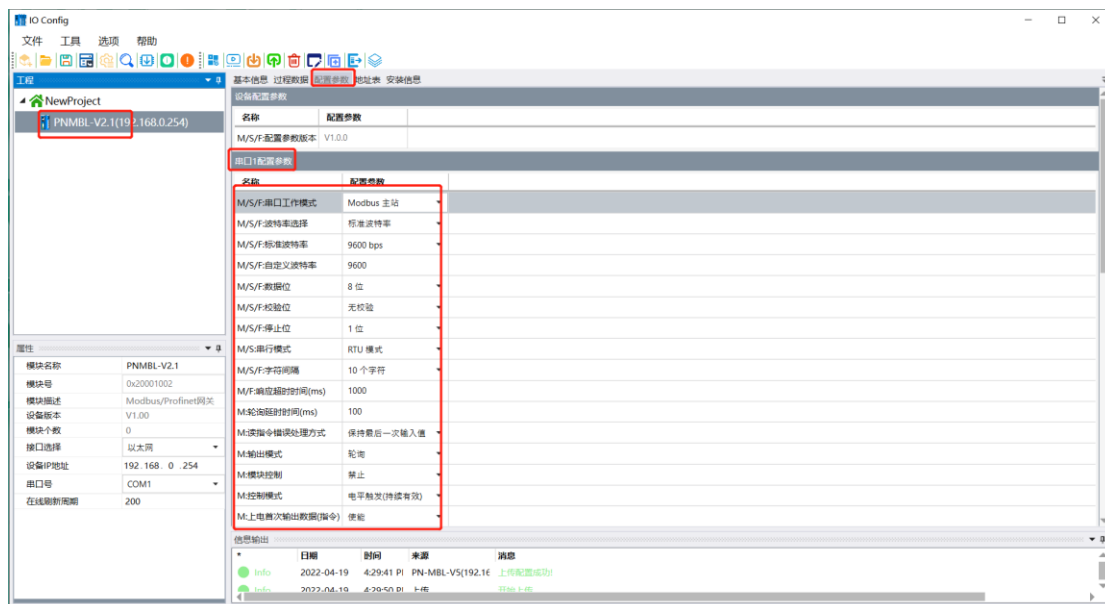 IO Config
文件 工具 选项 帮助
工程
NewProject
PNMBL-V2.1(192.168.0.254)
属性
模块名称 PNMBL-V2.1
模块号 0x20001002
模块描述 Modbus/Profinet网关
设备版本 V1.00
模块个数 0
接口选择 以太网
设备IP地址 192.168. 0 .254
串口号 COM1
在线刷新周期 200
基本信息 过程数据 配置参数 地址表 安装信息
设备配置参数
名称 配置参数
M/S/F:配置参数版本 V1.0.0
串口1配置参数
名称 配置参数
M/S/F:串口工作模式 Modbus 主站
M/S/F:波特率选择 标准波特率
M/S/F:标准波特率 9600 bps
M/S/F:自定义波特率 9600
M/S/F:数据位 8 位
M/S/F:校验位 无校验
M/S/F:停止位 1 位
M/S:串行模式 RTU 模式
M/S/F:字符间隔 10 个字符
M/F:响应超时时间(ms) 1000
M:轮询延时时间(ms) 100
M:读指令错误处理方式 保持最后一次输入值
M:输出模式 轮询
M:模块控制 禁止
M:控制模式 电平触发(持续有效)
M:上电首次输出数据(指令) 使能
信息输出
* 日期 时间 来源 消息
Info 2022-04-19 4:29:41 PI PN-MBL-V5(192.16 上传配置成功!
Info 2022-04-19 4:29:50 PI 上传 开始上传